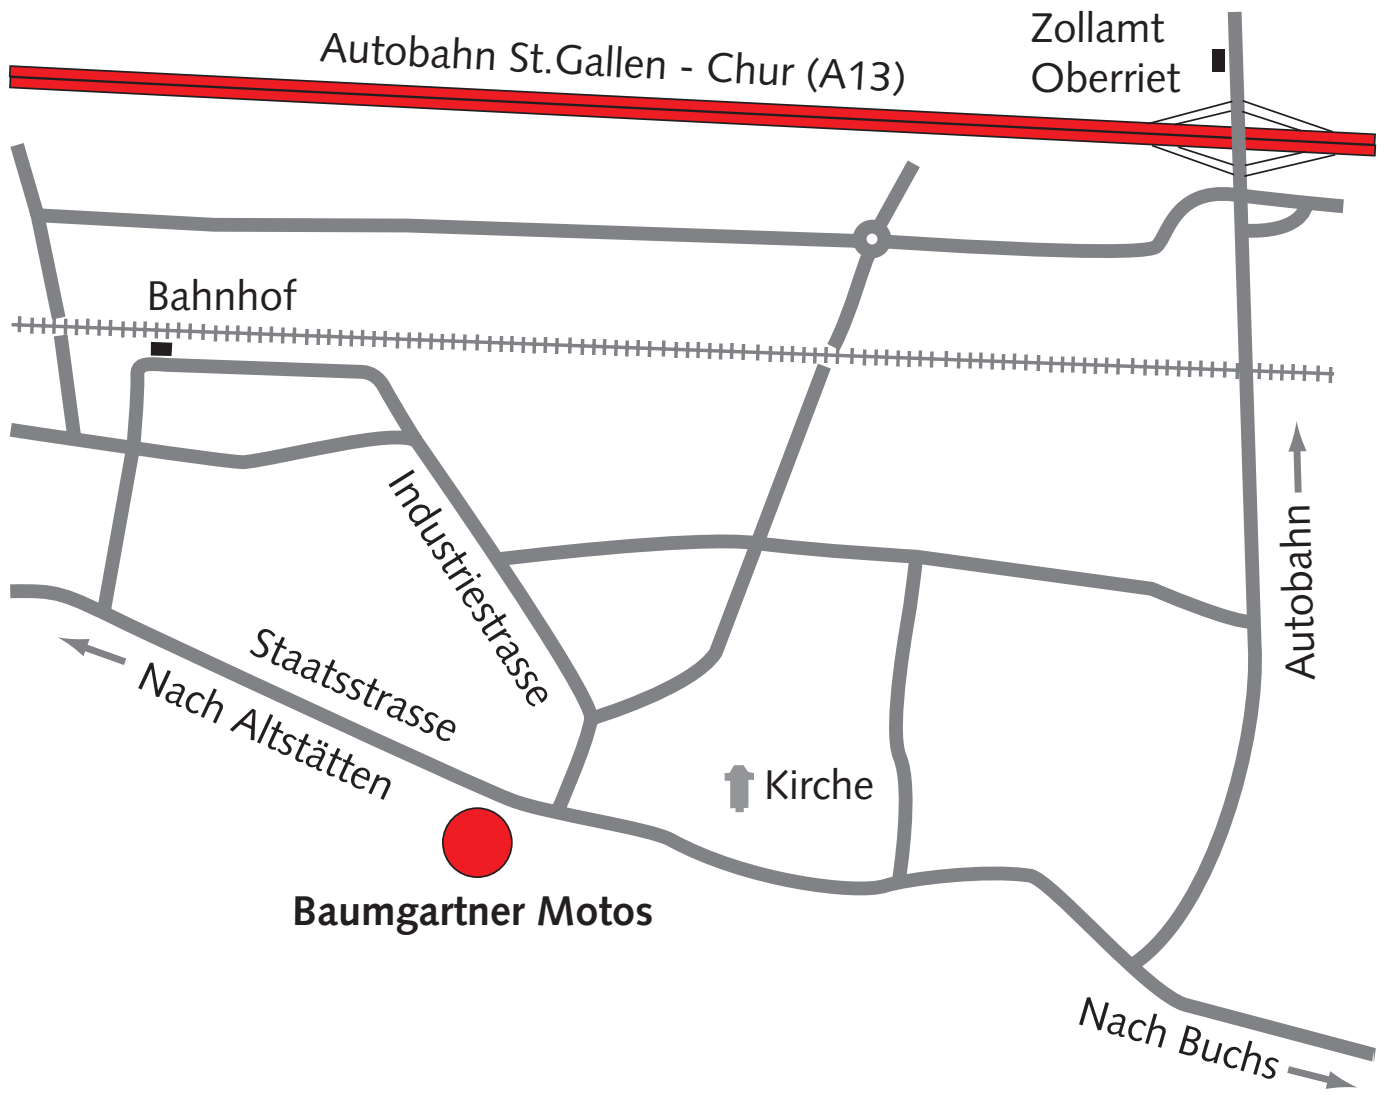 Autobahn St.Gallen - Chur (A13)
Zollamt
Oberriet
Bahnhof
Industriestrasse
Autobahn
Staatsstrasse
Nach Altstätten
Kirche
Baumgartner Motos
Nach Buchs